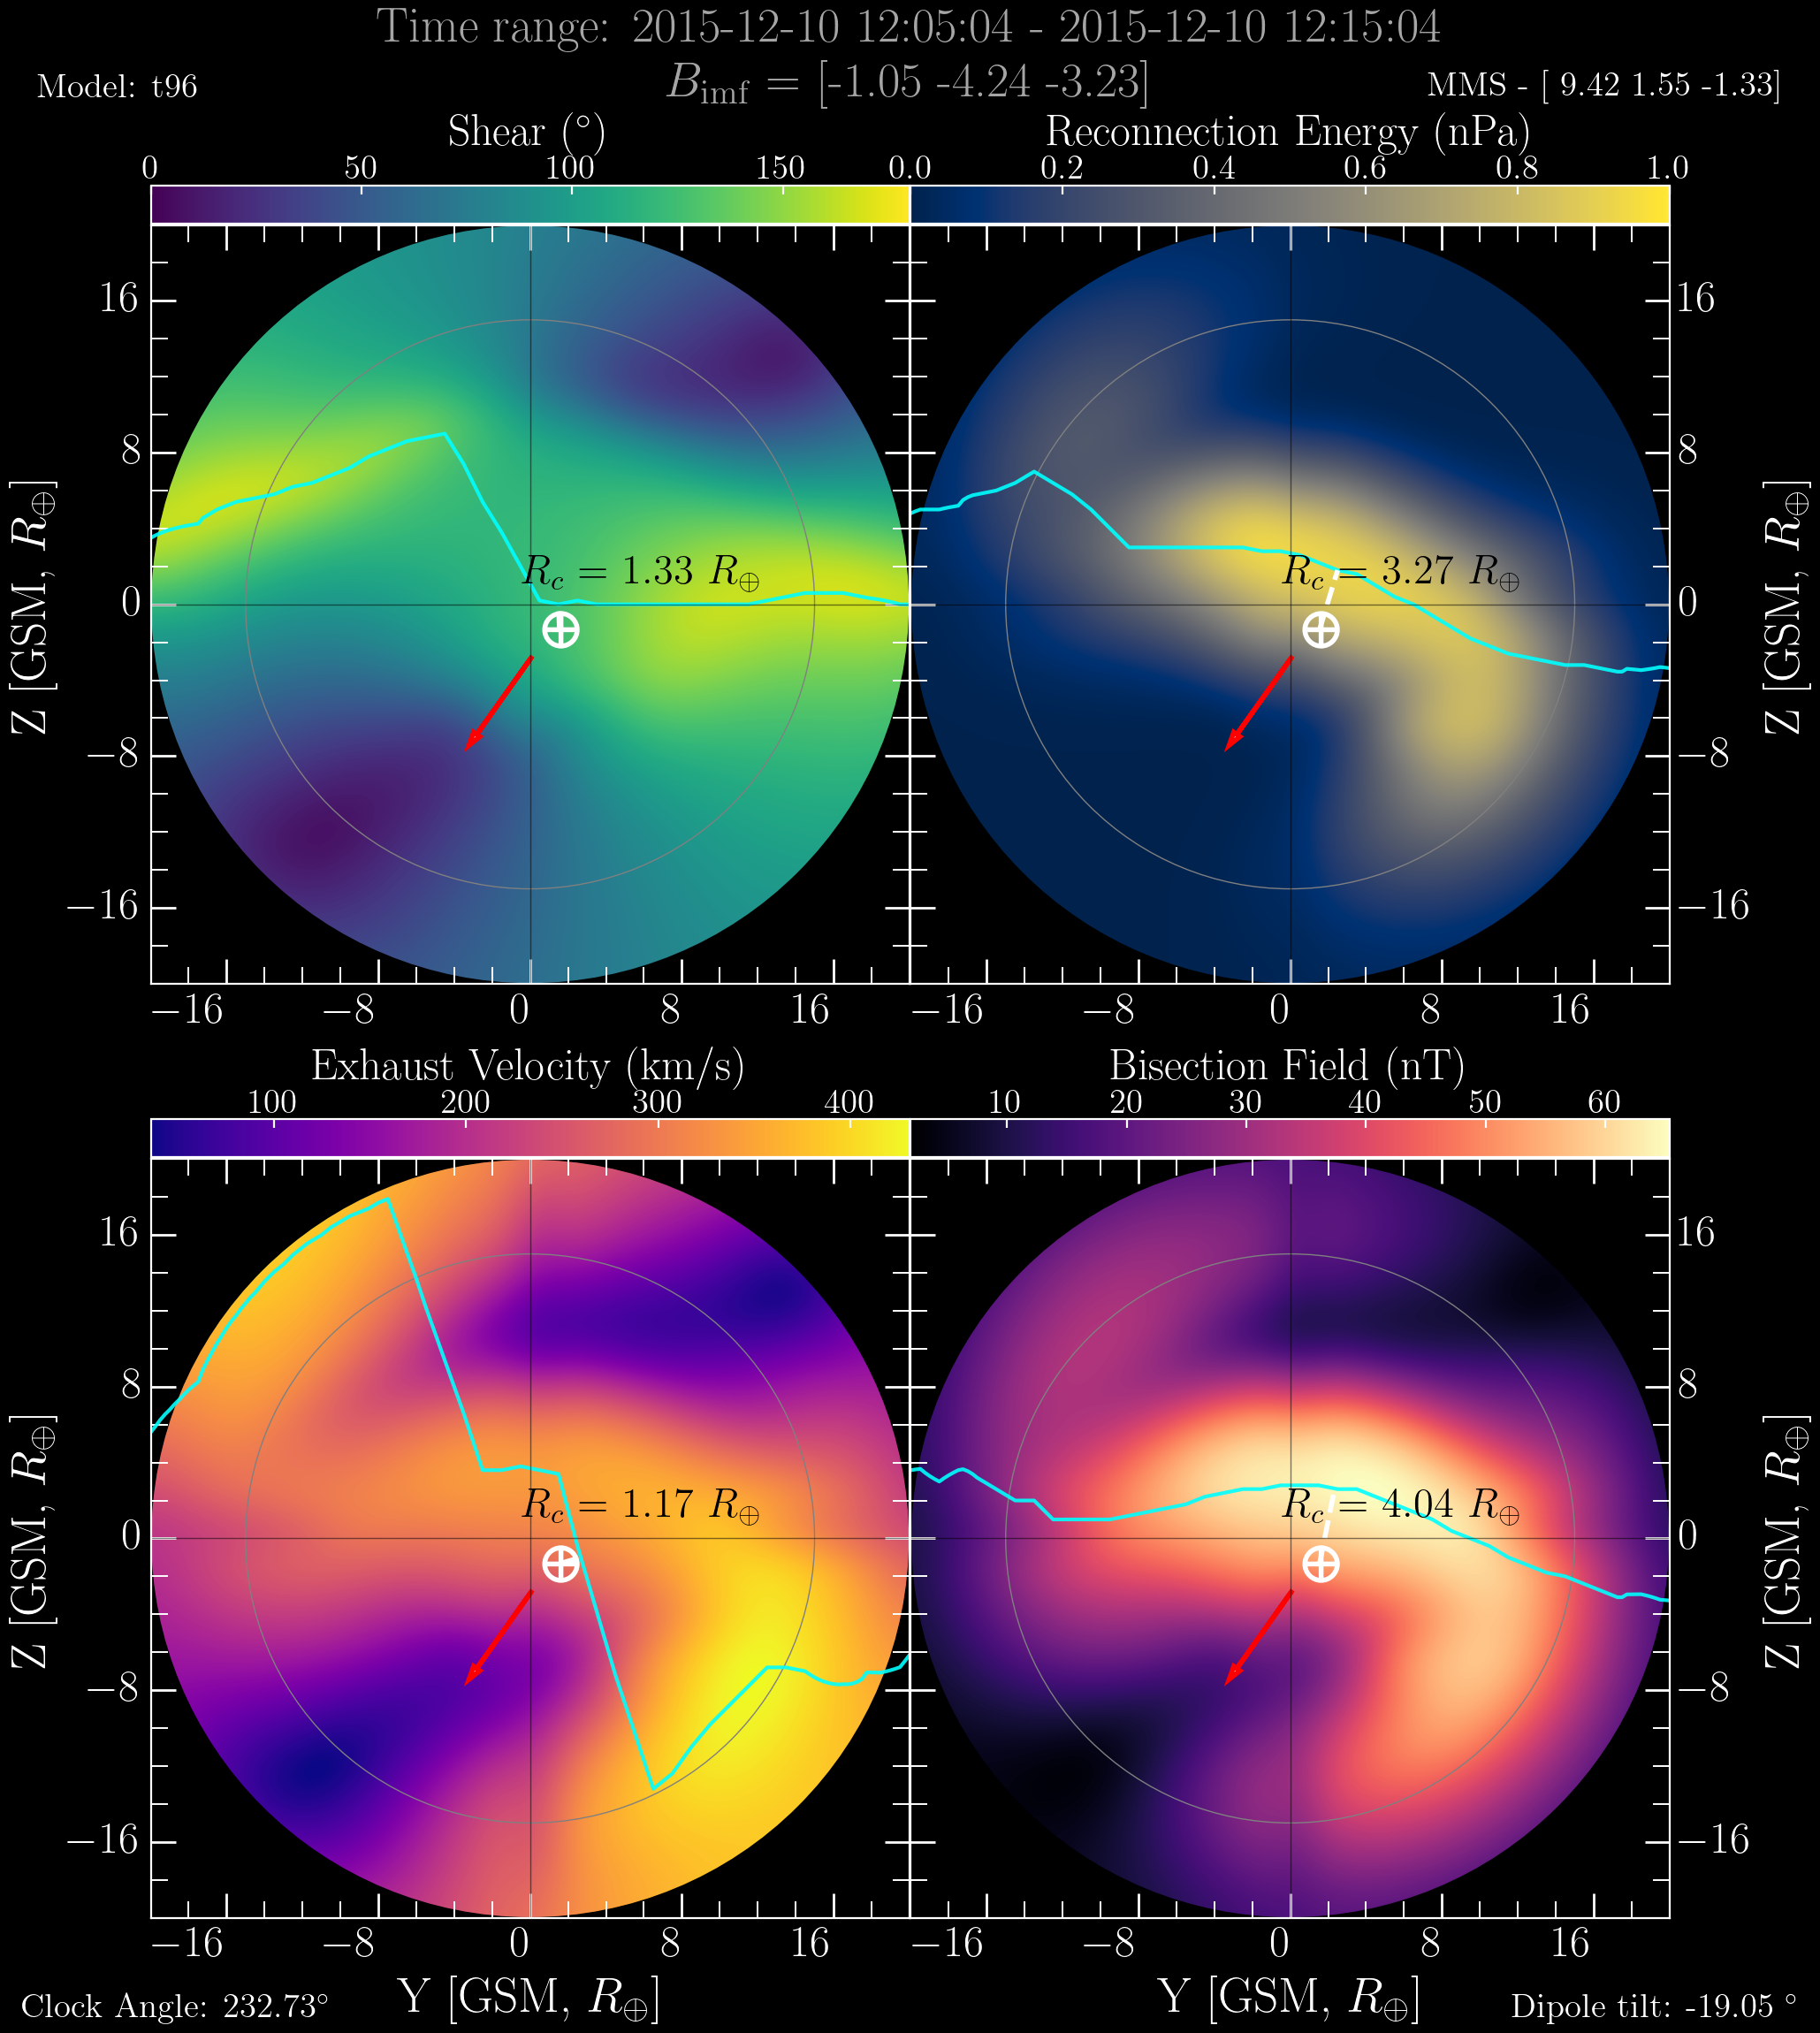 Time range: 2015-12-10 12:05:04 - 2015-12-10 12:15:04
Model: t96
B_imf = [-1.05 -4.24 -3.23]
MMS - [ 9.42 1.55 -1.33]
Shear (°)
Reconnection Energy (nPa)
0 50 100 150
0.0 0.2 0.4 0.6 0.8 1.0
16
8
0
−8
−16
Z [GSM, R⊕]
R_c = 1.33 R⊕
−16 −8 0 8 16
R_c = 3.27 R⊕
16
8
0
−8
−16
Z [GSM, R⊕]
−16 −8 0 8 16
Exhaust Velocity (km/s)
Bisection Field (nT)
100 200 300 400
10 20 30 40 50 60
16
8
0
−8
−16
Z [GSM, R⊕]
R_c = 1.17 R⊕
−16 −8 0 8 16
Y [GSM, R⊕]
R_c = 4.04 R⊕
16
8
0
−8
−16
Z [GSM, R⊕]
−16 −8 0 8 16
Y [GSM, R⊕]
Clock Angle: 232.73°
Dipole tilt: -19.05 °